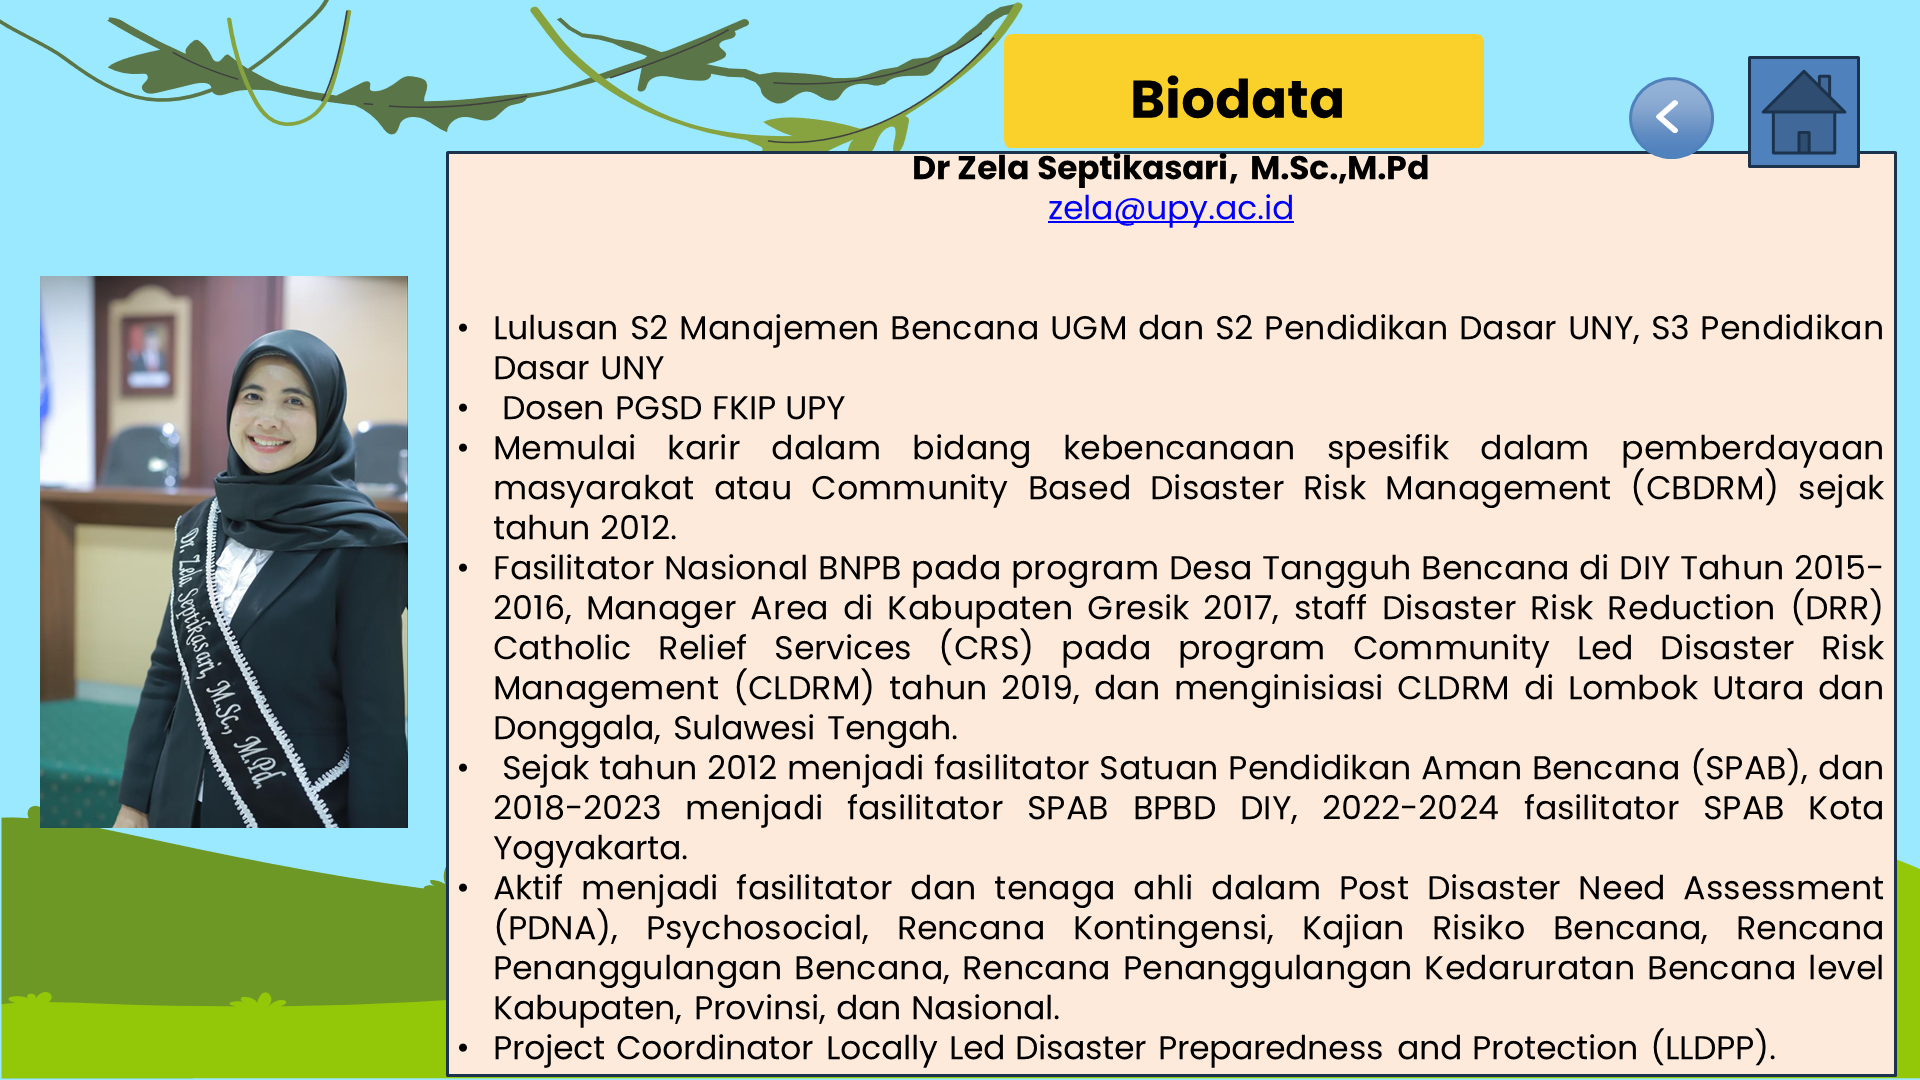 Biodata
Dr Zela Septikasari, M.Sc.,M.Pd
zela@upy.ac.id
• Lulusan S2 Manajemen Bencana UGM dan S2 Pendidikan Dasar UNY, S3 Pendidikan
Dasar UNY
• Dosen PGSD FKIP UPY
• Memulai karir dalam bidang kebencanaan spesifik dalam pemberdayaan
masyarakat atau Community Based Disaster Risk Management (CBDRM) sejak
tahun 2012.
• Fasilitator Nasional BNPB pada program Desa Tangguh Bencana di DIY Tahun 2015-
2016, Manager Area di Kabupaten Gresik 2017, staff Disaster Risk Reduction (DRR)
Catholic Relief Services (CRS) pada program Community Led Disaster Risk
Management (CLDRM) tahun 2019, dan menginisiasi CLDRM di Lombok Utara dan
Donggala, Sulawesi Tengah.
• Sejak tahun 2012 menjadi fasilitator Satuan Pendidikan Aman Bencana (SPAB), dan
2018-2023 menjadi fasilitator SPAB BPBD DIY, 2022-2024 fasilitator SPAB Kota
Yogyakarta.
• Aktif menjadi fasilitator dan tenaga ahli dalam Post Disaster Need Assessment
(PDNA), Psychosocial, Rencana Kontingensi, Kajian Risiko Bencana, Rencana
Penanggulangan Bencana, Rencana Penanggulangan Kedaruratan Bencana level
Kabupaten, Provinsi, dan Nasional.
• Project Coordinator Locally Led Disaster Preparedness and Protection (LLDPP).
Dr. Zela Septikasari, M.Sc., M.Pd.